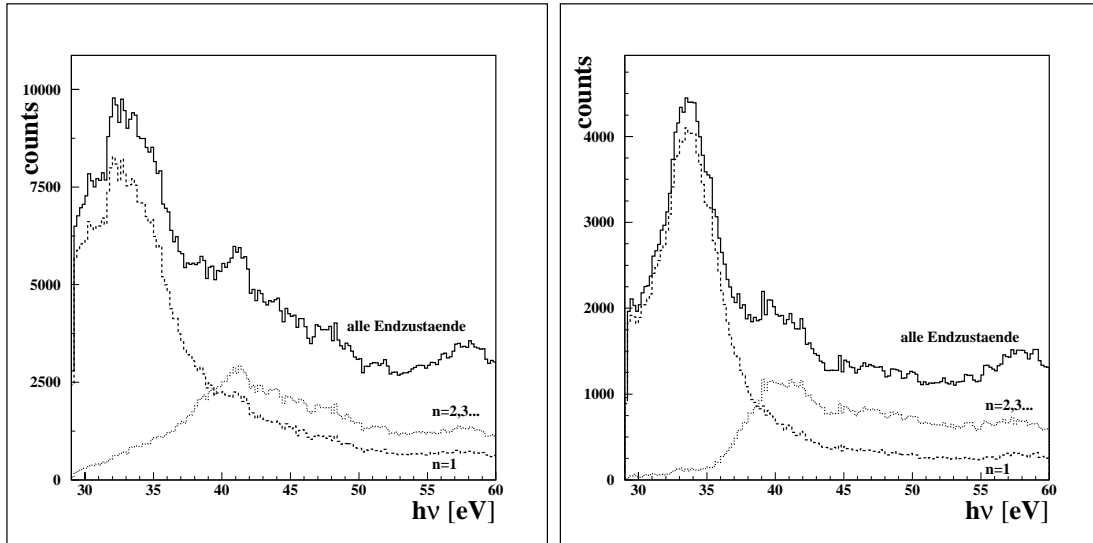 counts
10000
7500
5000
2500
0
alle Endzustaende
n=2,3...
n=1
30 35 40 45 50 55 60
hν [eV]
counts
4000
3000
2000
1000
0
alle Endzustaende
n=2,3...
n=1
30 35 40 45 50 55 60
hν [eV]